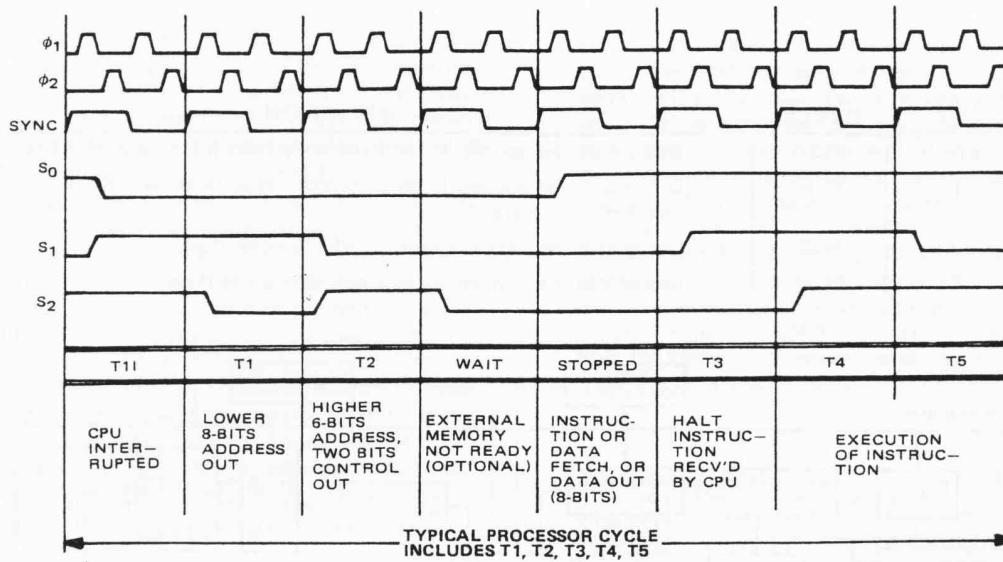 φ1
φ2
SYNC
S0
S1
S2
T1I T1 T2 WAIT STOPPED T3 T4 T5
CPU
INTER-
RUPTED
LOWER
8-BITS
ADDRESS
OUT
HIGHER
6-BITS
ADDRESS,
TWO BITS
CONTROL
OUT
EXTERNAL
MEMORY
NOT READY
(OPTIONAL)
INSTRUC-
TION OR
DATA
FETCH, OR
DATA OUT
(8-BITS)
HALT
INSTRUC-
TION
RECV'D
BY CPU
EXECUTION
OF INSTRUC-
TION
TYPICAL PROCESSOR CYCLE
INCLUDES T1, T2, T3, T4, T5